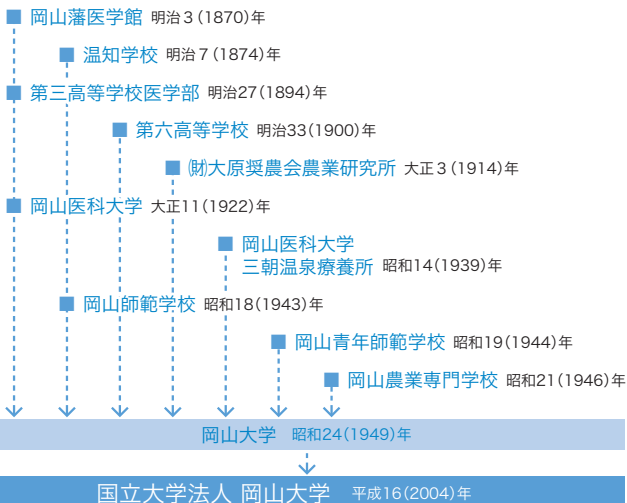 岡山藩医学館 明治3(1870)年
温知学校 明治7(1874)年
第三高等学校医学部 明治27(1894)年
第六高等学校 明治33(1900)年
㈶大原奨農会農業研究所 大正3(1914)年
岡山医科大学 大正11(1922)年
岡山医科大学
三朝温泉療養所 昭和14(1939)年
岡山師範学校 昭和18(1943)年
岡山青年師範学校 昭和19(1944)年
岡山農業専門学校 昭和21(1946)年
岡山大学 昭和24(1949)年
国立大学法人 岡山大学 平成16(2004)年